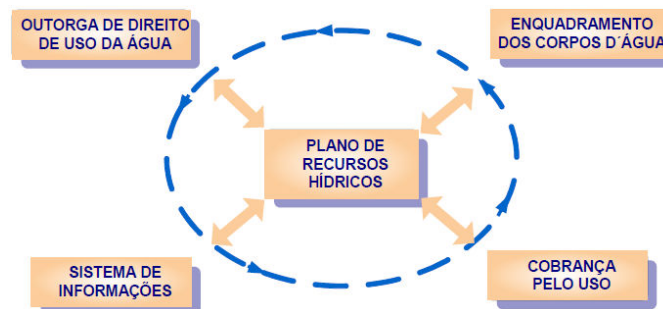 OUTORGA DE DIREITO
DE USO DA ÁGUA
ENQUADRAMENTO
DOS CORPOS D´ÁGUA
PLANO DE
RECURSOS
HÍDRICOS
SISTEMA DE
INFORMAÇÕES
COBRANÇA
PELO USO